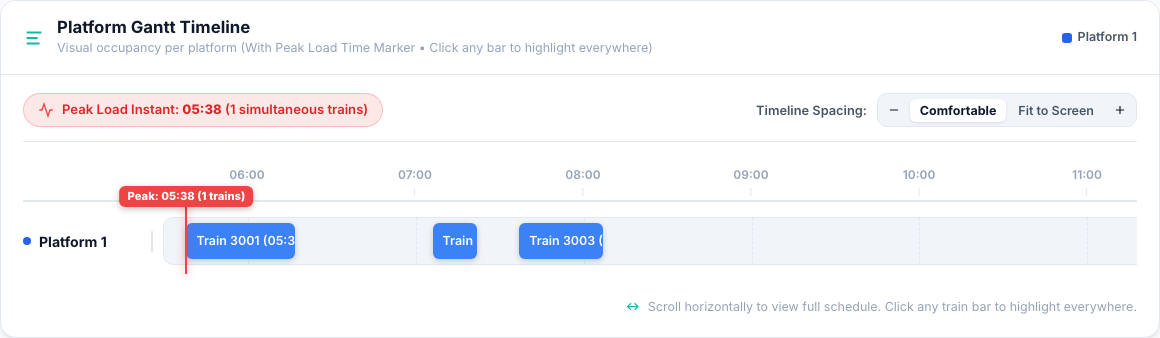 Platform Gantt Timeline
Visual occupancy per platform (With Peak Load Time Marker • Click any bar to highlight everywhere)
Platform 1
Peak Load Instant: 05:38 (1 simultaneous trains)
Timeline Spacing:
− Comfortable Fit to Screen +
06:00 07:00 08:00 09:00 10:00 11:00
Peak: 05:38 (1 trains)
Platform 1
Train 3001 (05:3
Train
Train 3003 (
Scroll horizontally to view full schedule. Click any train bar to highlight everywhere.